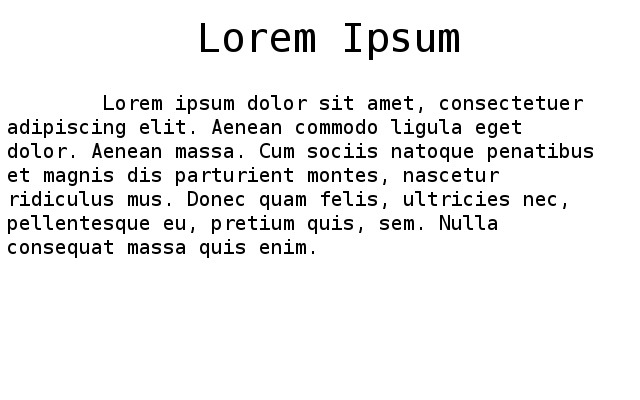 Lorem Ipsum
Lorem ipsum dolor sit amet, consectetuer
adipiscing elit. Aenean commodo ligula eget
dolor. Aenean massa. Cum sociis natoque penatibus
et magnis dis parturient montes, nascetur
ridiculus mus. Donec quam felis, ultricies nec,
pellentesque eu, pretium quis, sem. Nulla
consequat massa quis enim.